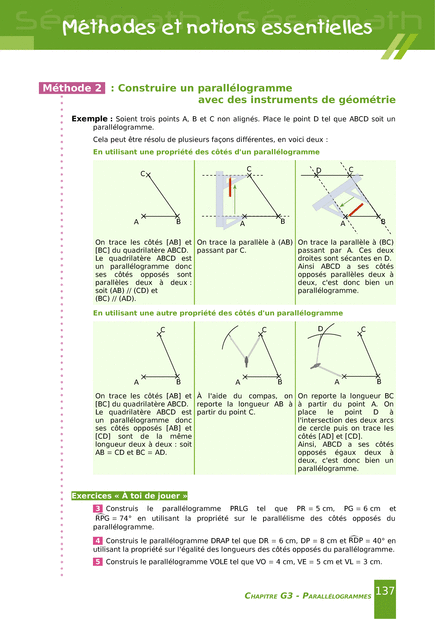 Sésamath Sésamath
Méthodes et notions essentielles
Méthode 2 : Construire un parallélogramme
avec des instruments de géométrie
Exemple : Soient trois points A, B et C non alignés. Place le point D tel que ABCD soit un
parallélogramme.
Cela peut être résolu de plusieurs façons différentes, en voici deux :
En utilisant une propriété des côtés d'un parallélogramme
C
A B
C
A B
D C
A B
On trace les côtés [AB] et
[BC] du quadrilatère ABCD.
Le quadrilatère ABCD est
un parallélogramme donc
ses côtés opposés sont
parallèles deux à deux :
soit (AB) // (CD) et
(BC) // (AD).
On trace la parallèle à (AB)
passant par C.
On trace la parallèle à (BC)
passant par A. Ces deux
droites sont sécantes en D.
Ainsi ABCD a ses côtés
opposés parallèles deux à
deux, c'est donc bien un
parallélogramme.
En utilisant une autre propriété des côtés d'un parallélogramme
C
A B
C
A B
D C
A B
On trace les côtés [AB] et
[BC] du quadrilatère ABCD.
Le quadrilatère ABCD est
un parallélogramme donc
ses côtés opposés [AB] et
[CD] sont de la même
longueur deux à deux : soit
AB = CD et BC = AD.
À l'aide du compas, on
reporte la longueur AB à
partir du point C.
On reporte la longueur BC
à partir du point A. On
place le point D à
l'intersection des deux arcs
de cercle puis on trace les
côtés [AD] et [CD].
Ainsi, ABCD a ses côtés
opposés égaux deux à
deux, c'est donc bien un
parallélogramme.
Exercices « À toi de jouer »
3 Construis le parallélogramme PRLG tel que PR = 5 cm, PG = 6 cm et
RPG = 74° en utilisant la propriété sur le parallélisme des côtés opposés du
parallélogramme.
4 Construis le parallélogramme DRAP tel que DR = 6 cm, DP = 8 cm et RDP = 40° en
utilisant la propriété sur l'égalité des longueurs des côtés opposés du parallélogramme.
5 Construis le parallélogramme VOLE tel que VO = 4 cm, VE = 5 cm et VL = 3 cm.
CHAPITRE G3 – PARALLÉLOGRAMMES 137